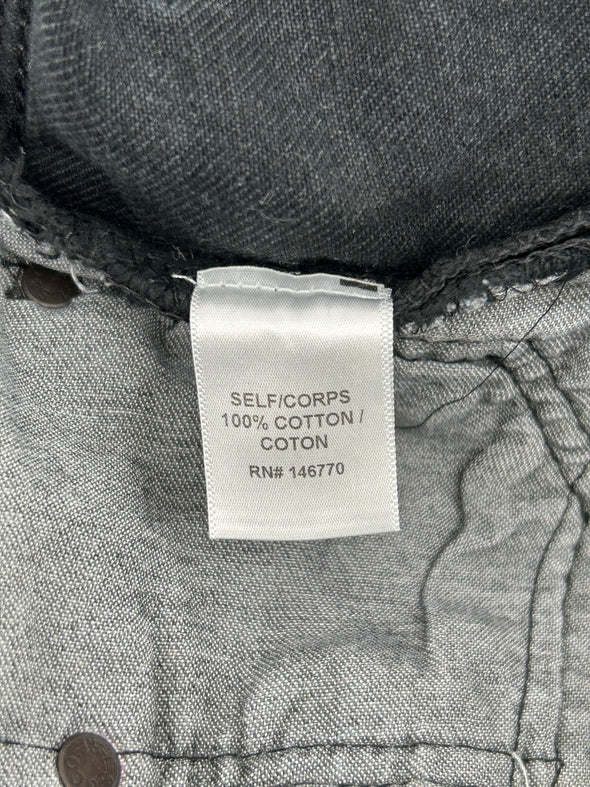 SELF/CORPS
100% COTTON /
COTON
RN# 146770